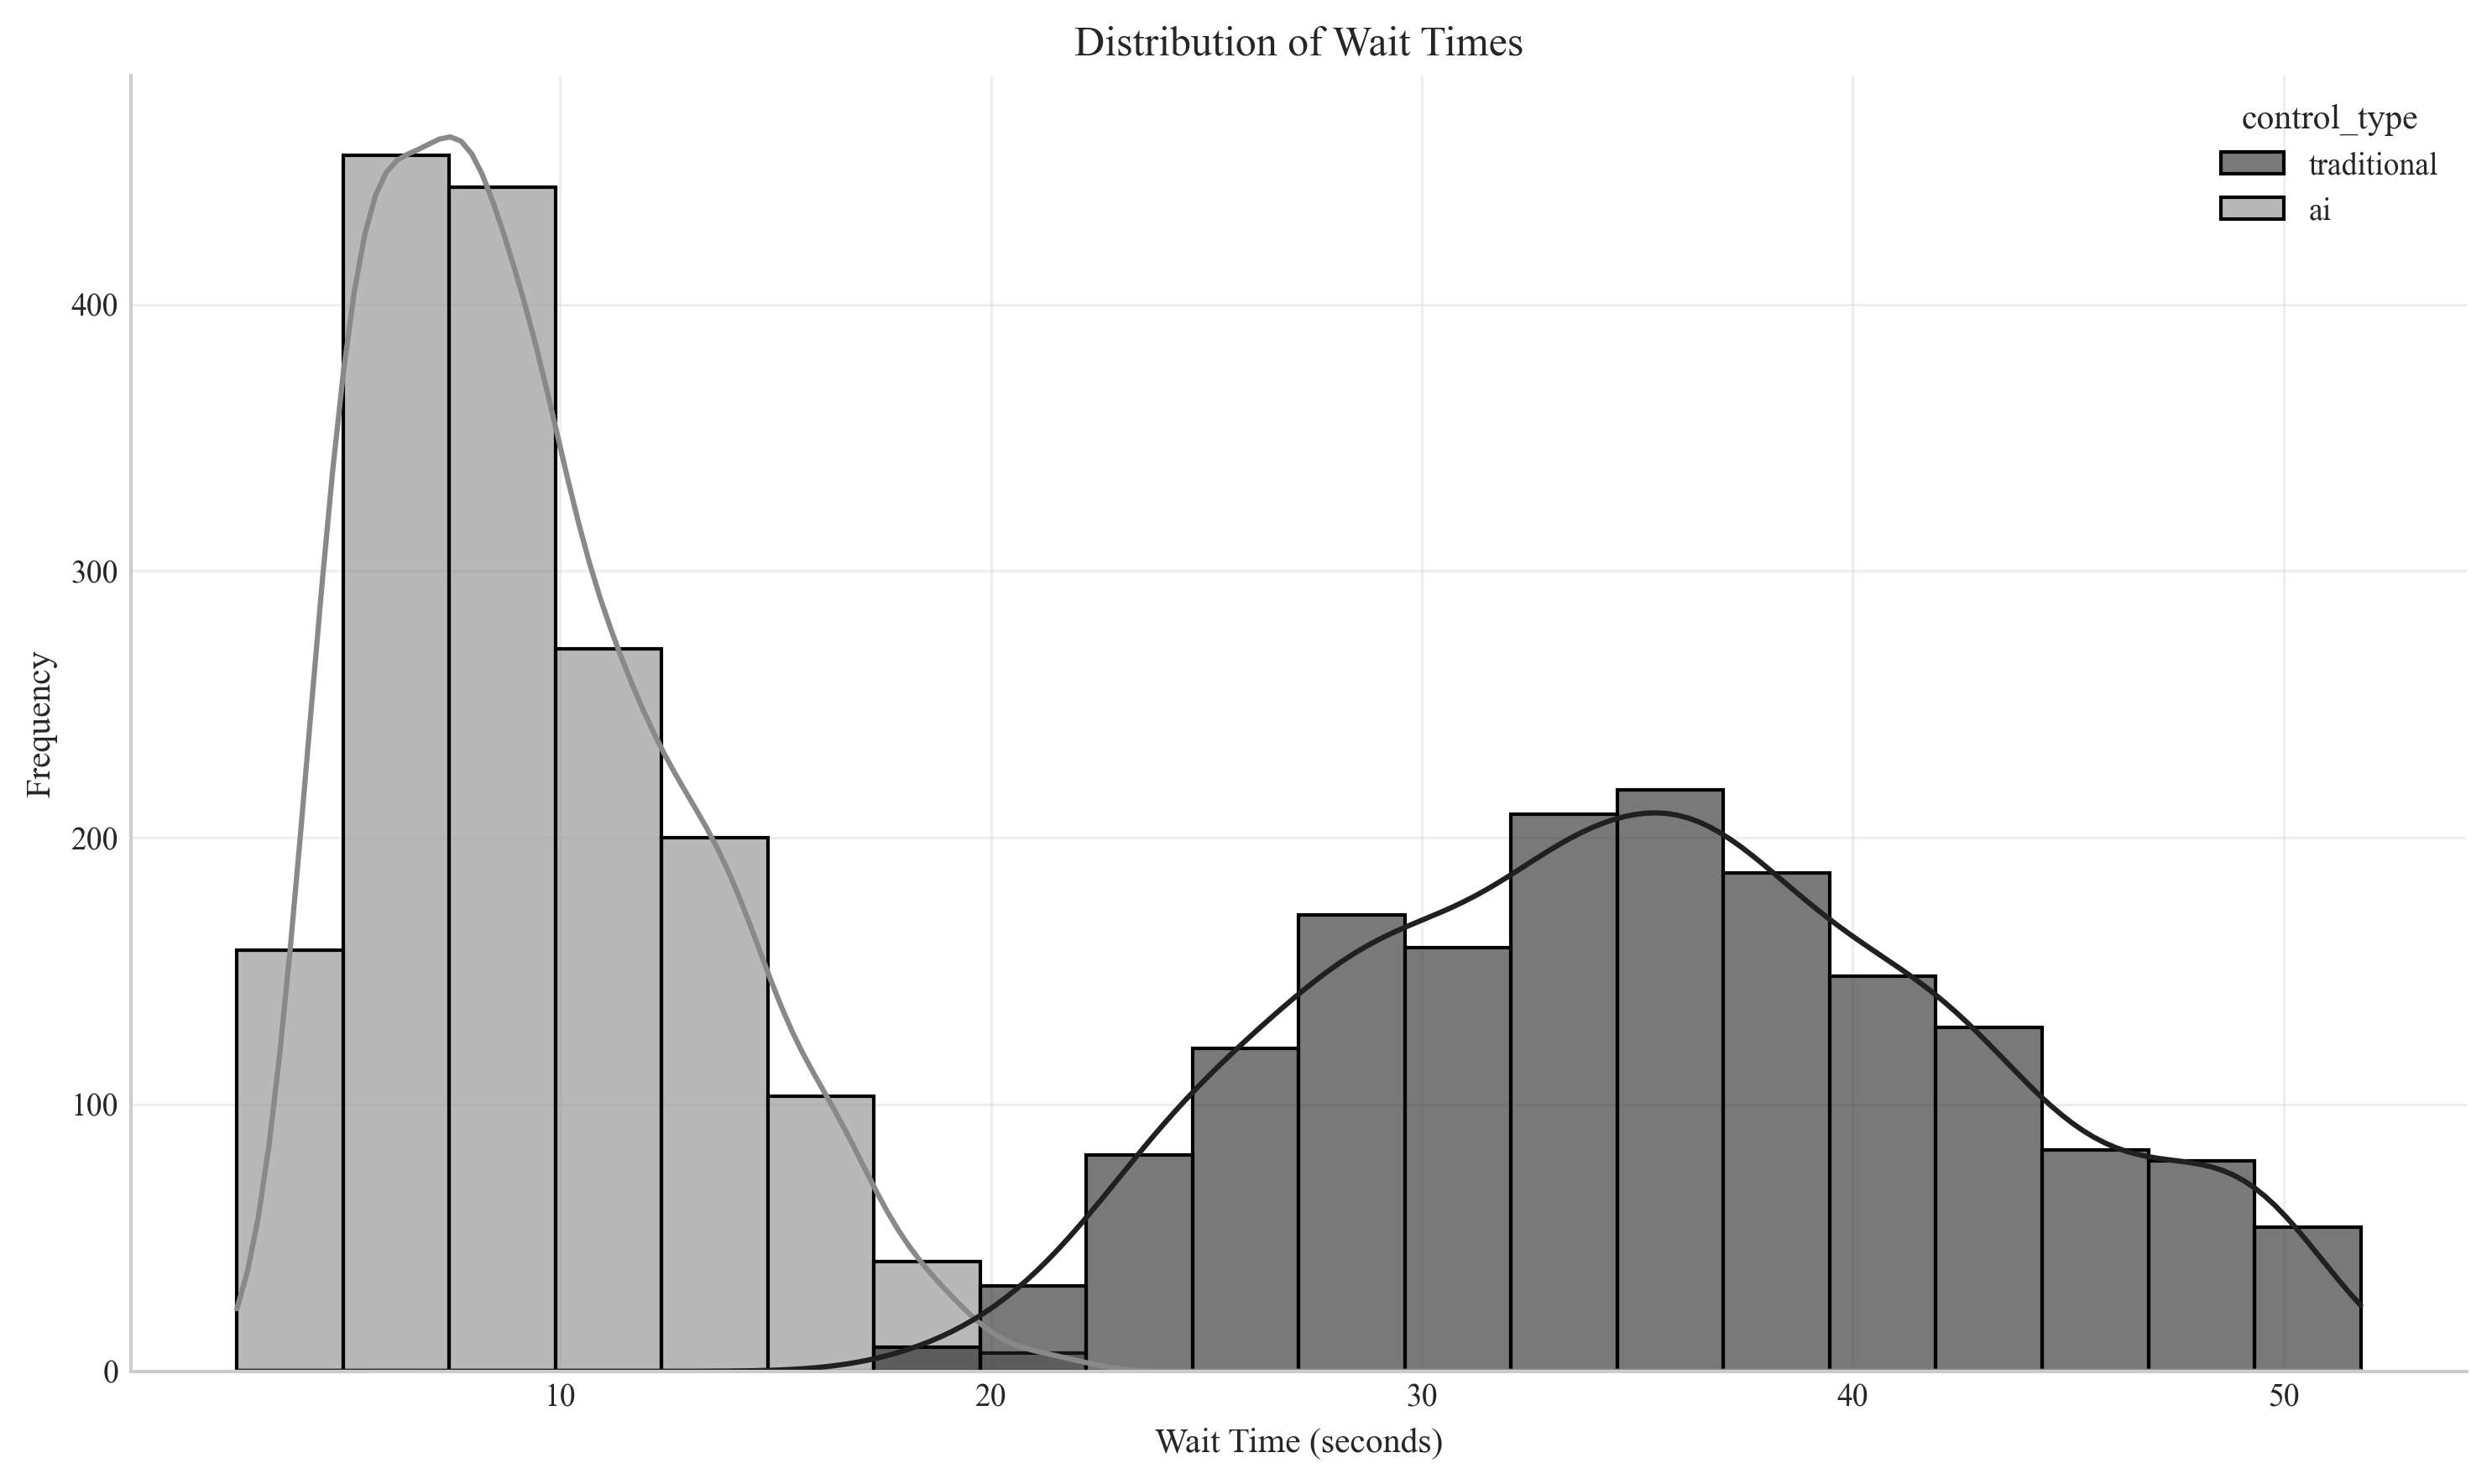 Distribution of Wait Times
control_type
traditional
ai
400
300
200
100
0
Frequency
10 20 30 40 50
Wait Time (seconds)